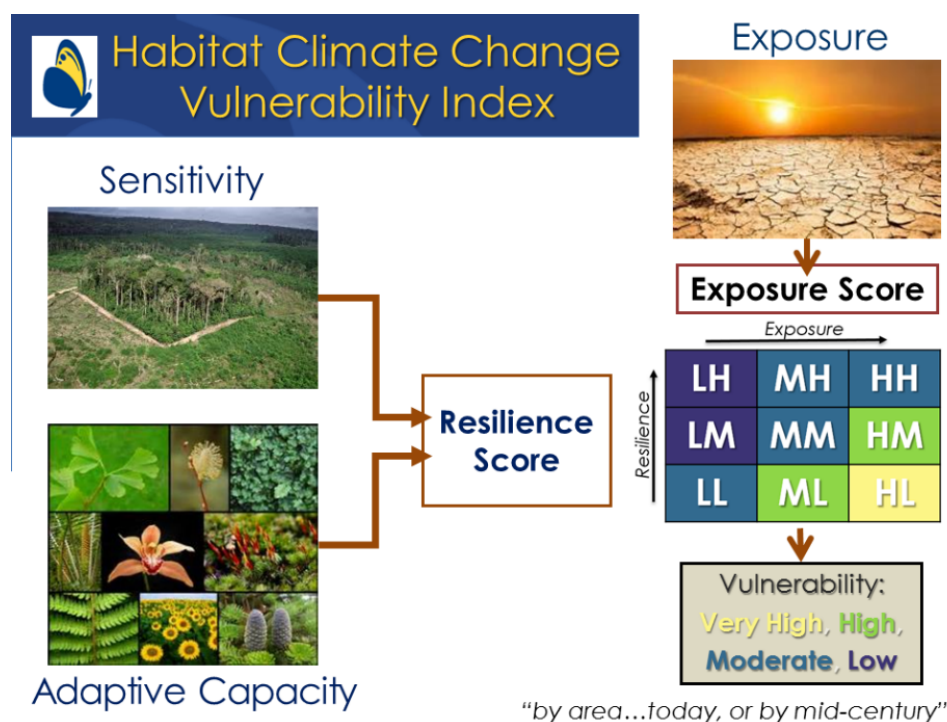 Habitat Climate Change
Vulnerability Index
Exposure
Sensitivity
Exposure Score
Exposure
Resilience
LH MH HH
LM MM HM
LL ML HL
Resilience
Score
Vulnerability:
Very High, High,
Moderate, Low
Adaptive Capacity
“by area...today, or by mid-century”